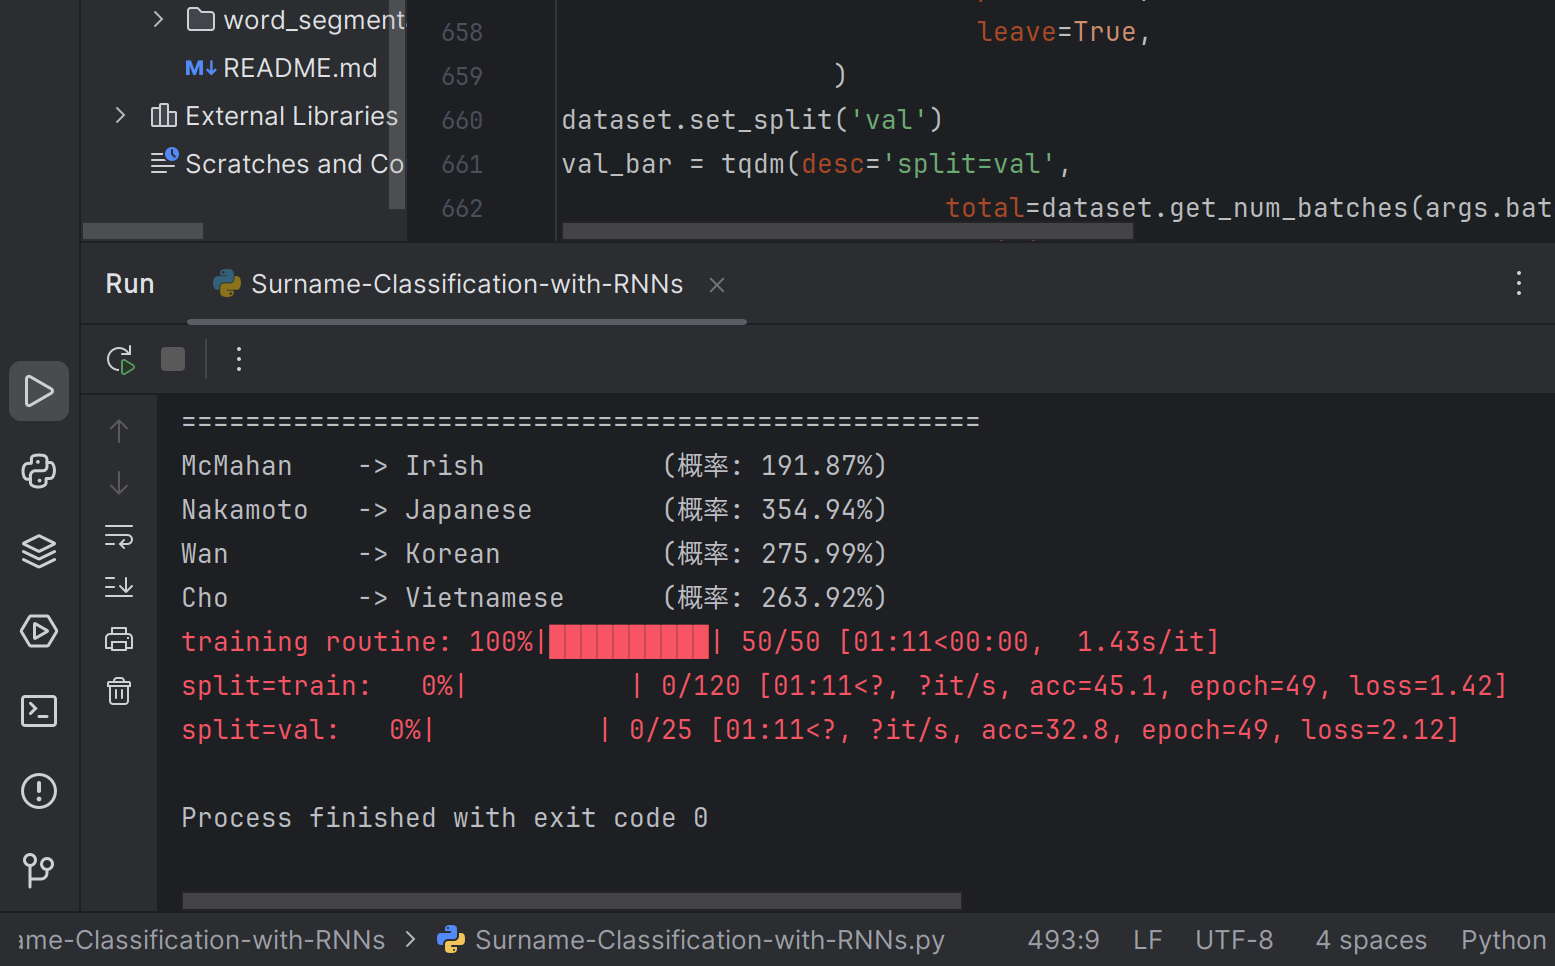 word_segment
README.md
External Libraries
Scratches and Co
658 leave=True,
659 )
660 dataset.set_split('val')
661 val_bar = tqdm(desc='split=val',
662 total=dataset.get_num_batches(args.bat
Run Surname-Classification-with-RNNs
==================================================
McMahan -> Irish (概率: 191.87%)
Nakamoto -> Japanese (概率: 354.94%)
Wan -> Korean (概率: 275.99%)
Cho -> Vietnamese (概率: 263.92%)
training routine: 100%|██████████| 50/50 [01:11<00:00, 1.43s/it]
split=train: 0%| | 0/120 [01:11<?, ?it/s, acc=45.1, epoch=49, loss=1.42]
split=val: 0%| | 0/25 [01:11<?, ?it/s, acc=32.8, epoch=49, loss=2.12]
Process finished with exit code 0
ame-Classification-with-RNNs > Surname-Classification-with-RNNs.py 493:9 LF UTF-8 4 spaces Python